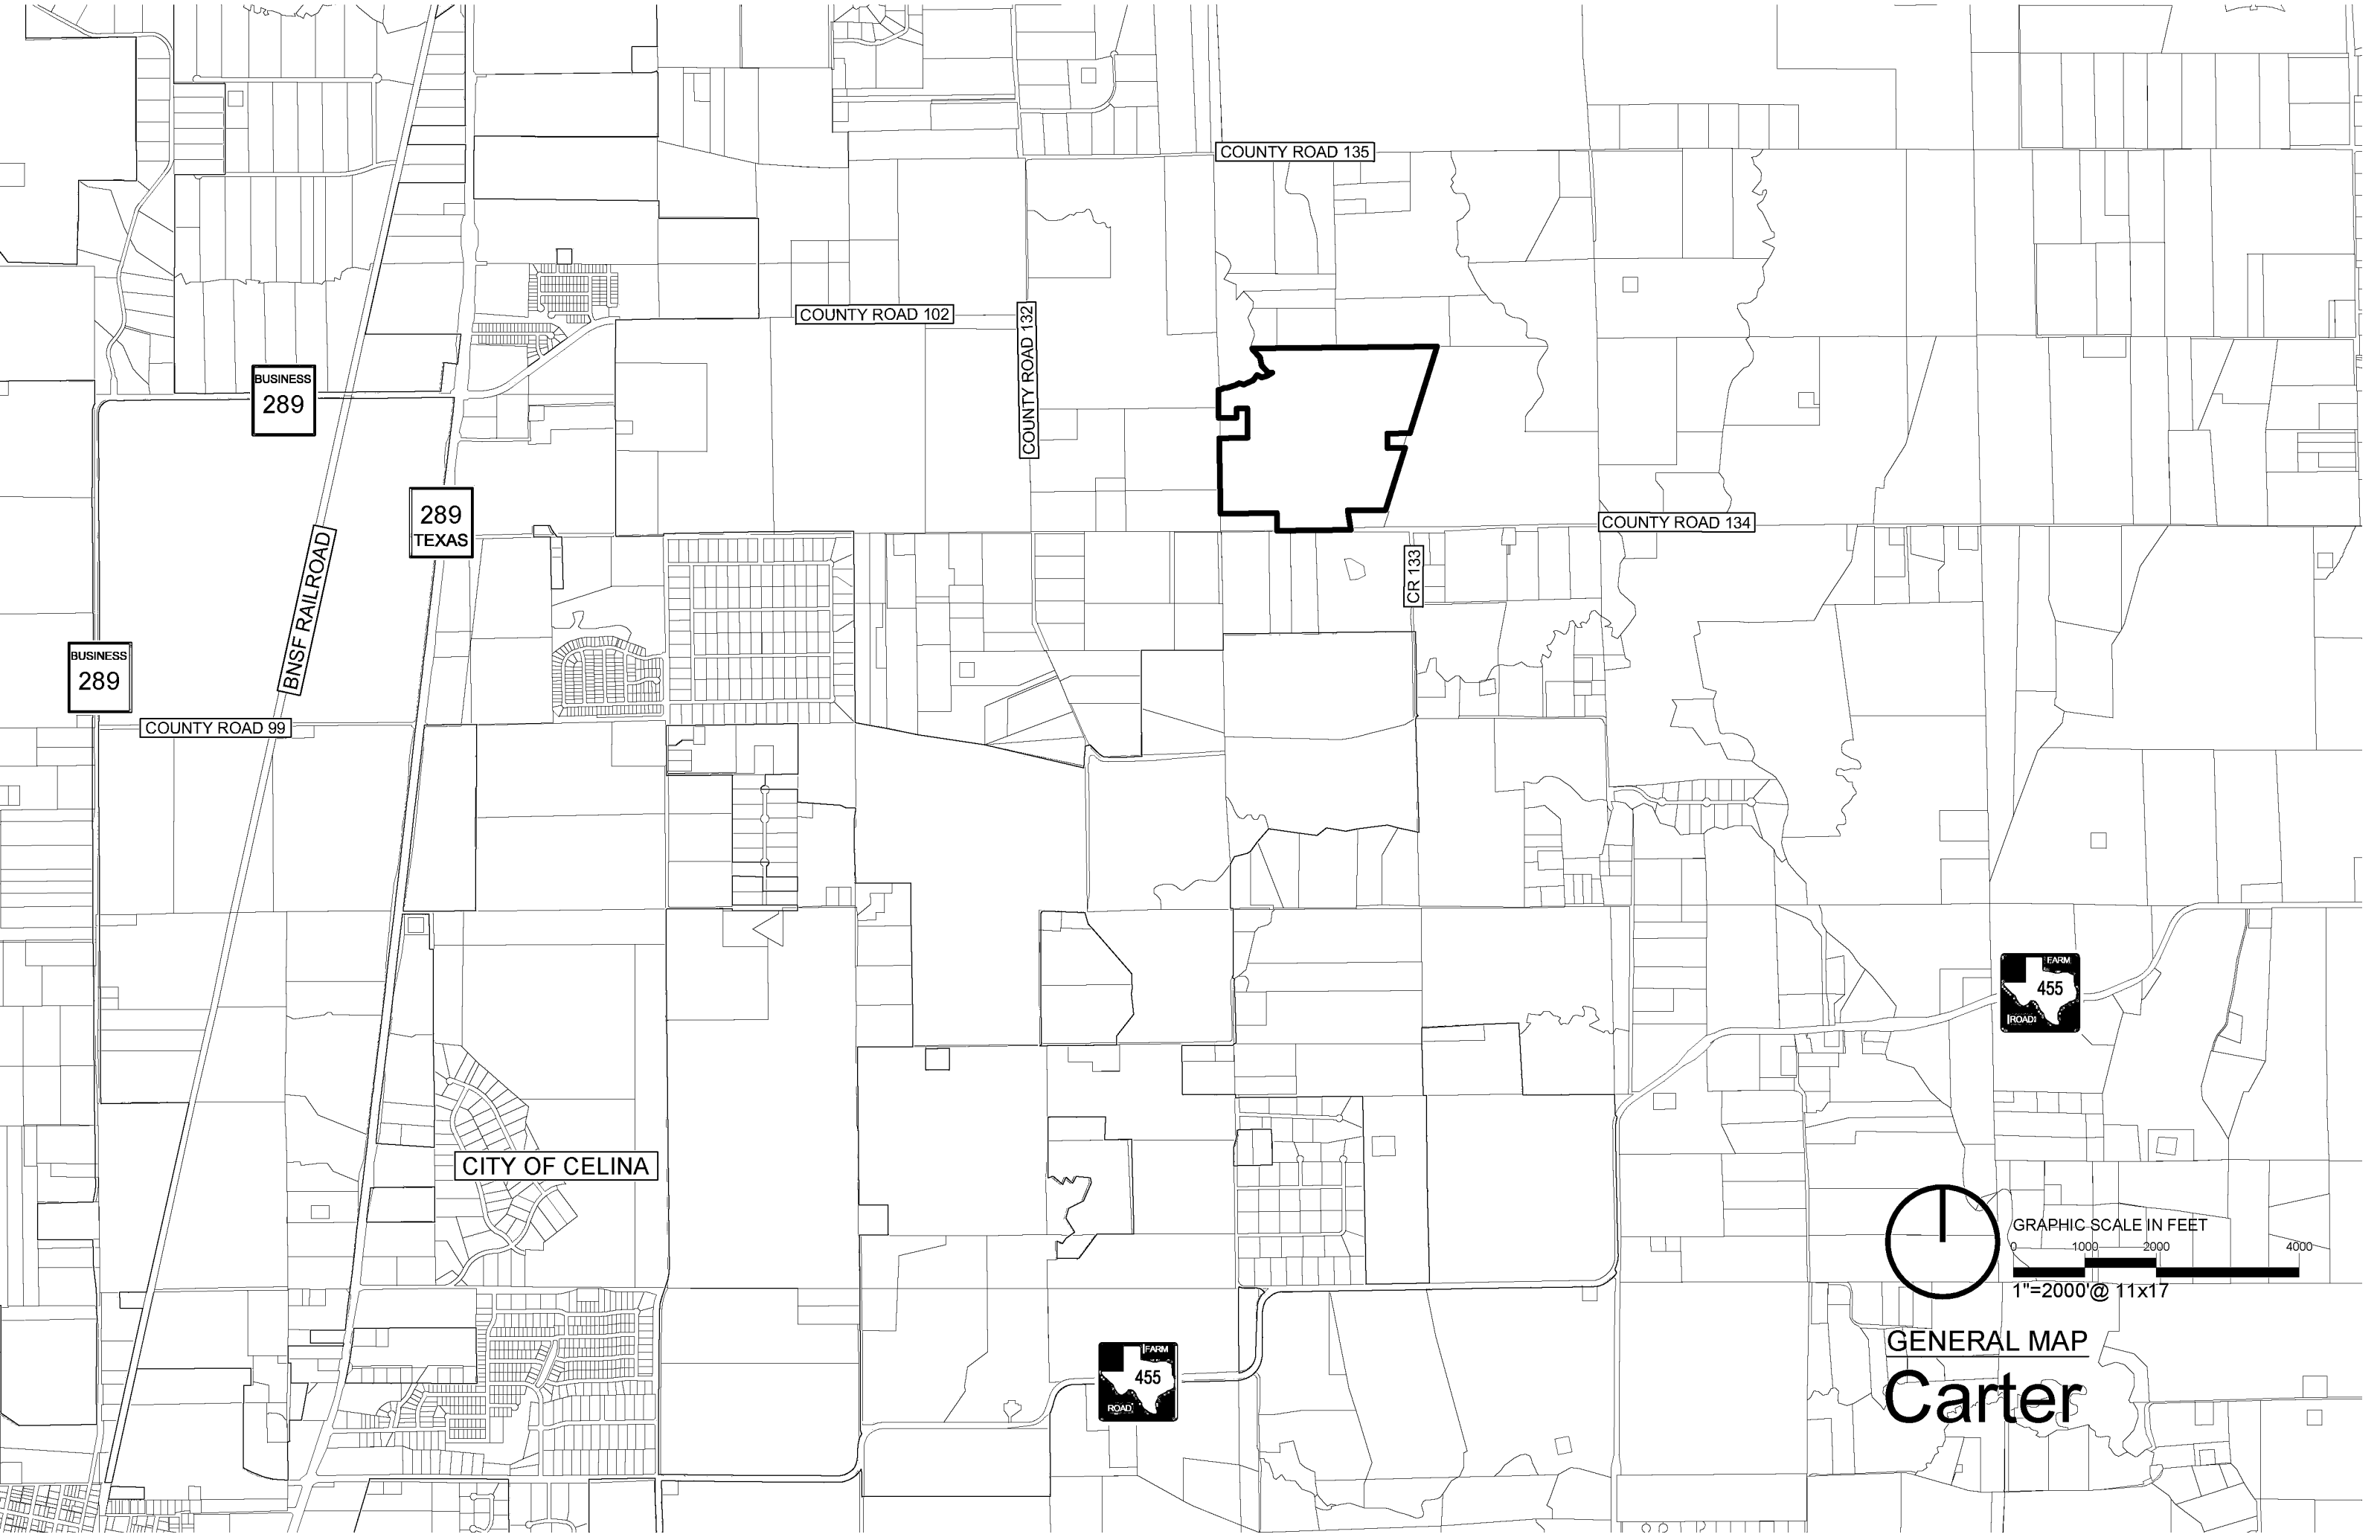 COUNTY ROAD 135
COUNTY ROAD 102
COUNTY ROAD 132
BUSINESS
289
289
TEXAS
COUNTY ROAD 134
BNSF RAILROAD
CR 133
BUSINESS
289
COUNTY ROAD 99
FARM
455
ROAD
CITY OF CELINA
GRAPHIC SCALE IN FEET
0 1000 2000 4000
1"=2000'@ 11x17
GENERAL MAP
Carter
FARM
455
ROAD